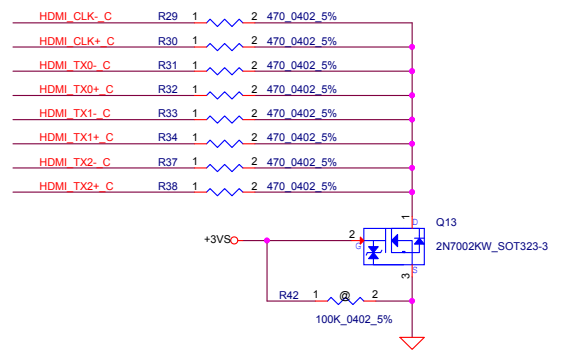 HDMI_CLK-_C R29 1 2 470_0402_5%
HDMI_CLK+_C R30 1 2 470_0402_5%
HDMI_TX0-_C R31 1 2 470_0402_5%
HDMI_TX0+_C R32 1 2 470_0402_5%
HDMI_TX1-_C R33 1 2 470_0402_5%
HDMI_TX1+_C R34 1 2 470_0402_5%
HDMI_TX2-_C R37 1 2 470_0402_5%
HDMI_TX2+_C R38 1 2 470_0402_5%
1 D Q13
+3VS 2 G 2N7002KW_SOT323-3
3 S
R42 1 @ 2
100K_0402_5%